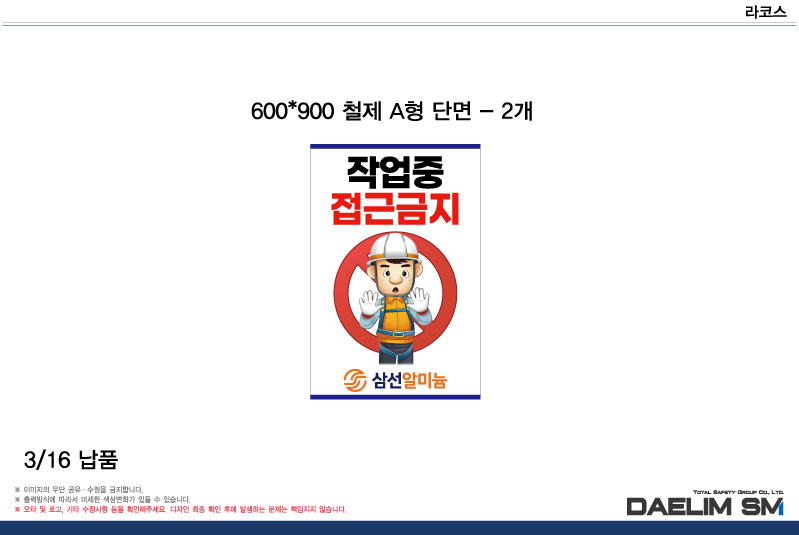 라코스
600*900 철제 A형 단면 – 2개
작업중
접근금지
삼선알미늄
3/16 납품
※ 이미지의 무단 공유·수정을 금지합니다.
※ 출력방식에 따라서 미세한 색상변화가 있을 수 있습니다.
※ 오타 및 로고, 기타 수정사항 등을 확인해주세요. 디자인 최종 확인 후에 발생하는 문제는 책임지지 않습니다.
Total Safety Group Co., Ltd.
DAELIM SM